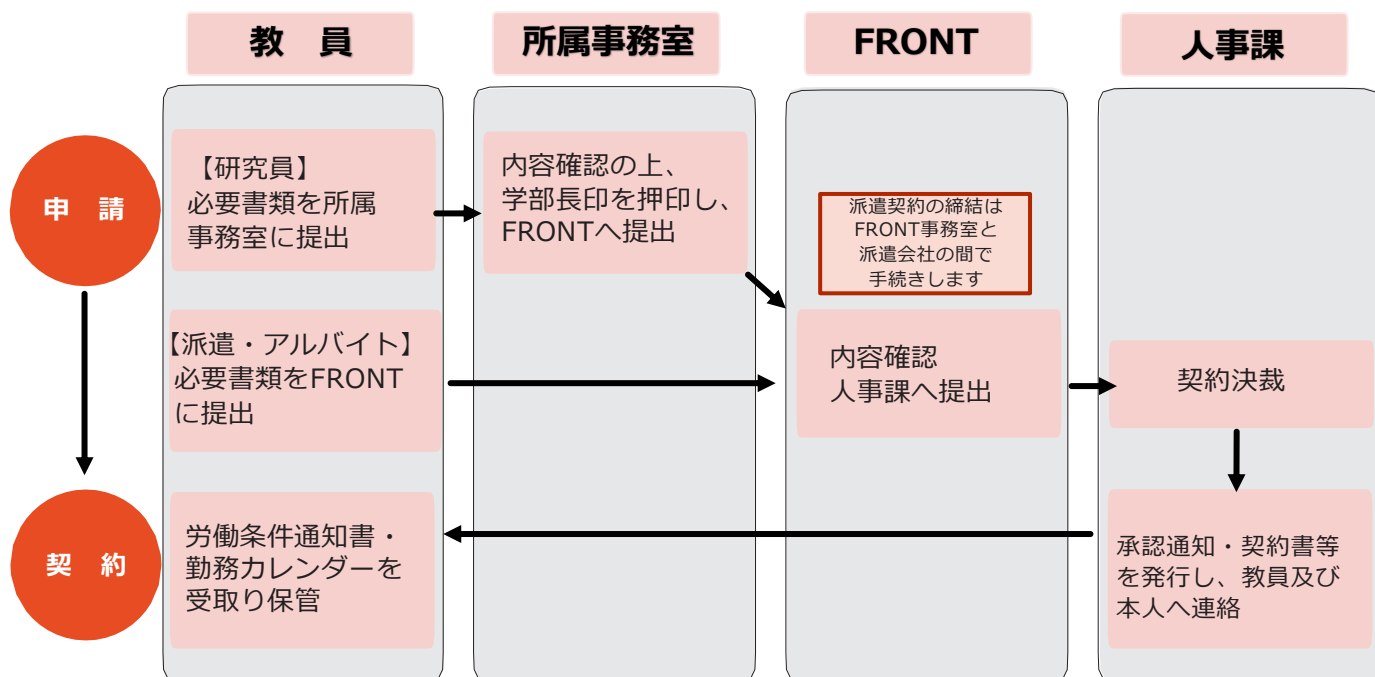 教　員
所属事務室
FRONT
人事課
申　請
【研究員】
必要書類を所属
事務室に提出
内容確認の上、
学部長印を押印し、
FRONTへ提出
派遣契約の締結は
FRONT事務室と
派遣会社の間で
手続きします
【派遣・アルバイト】
必要書類をFRONT
に提出
内容確認
人事課へ提出
契約決裁
契　約
労働条件通知書・
勤務カレンダーを
受取り保管
承認通知・契約書等
を発行し、教員及び
本人へ連絡